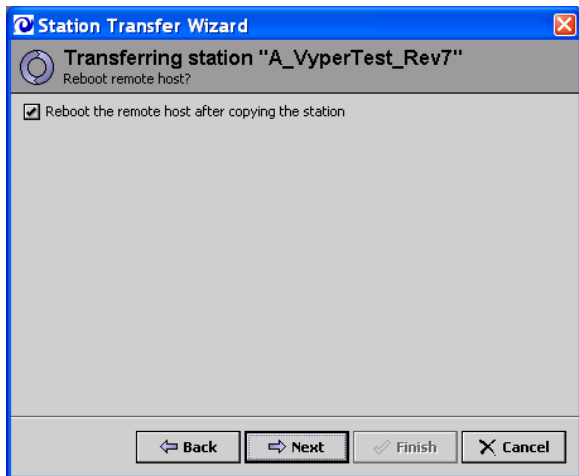 Station Transfer Wizard
Transferring station "A_VyperTest_Rev7"
Reboot remote host?
Reboot the remote host after copying the station
Back Next Finish Cancel